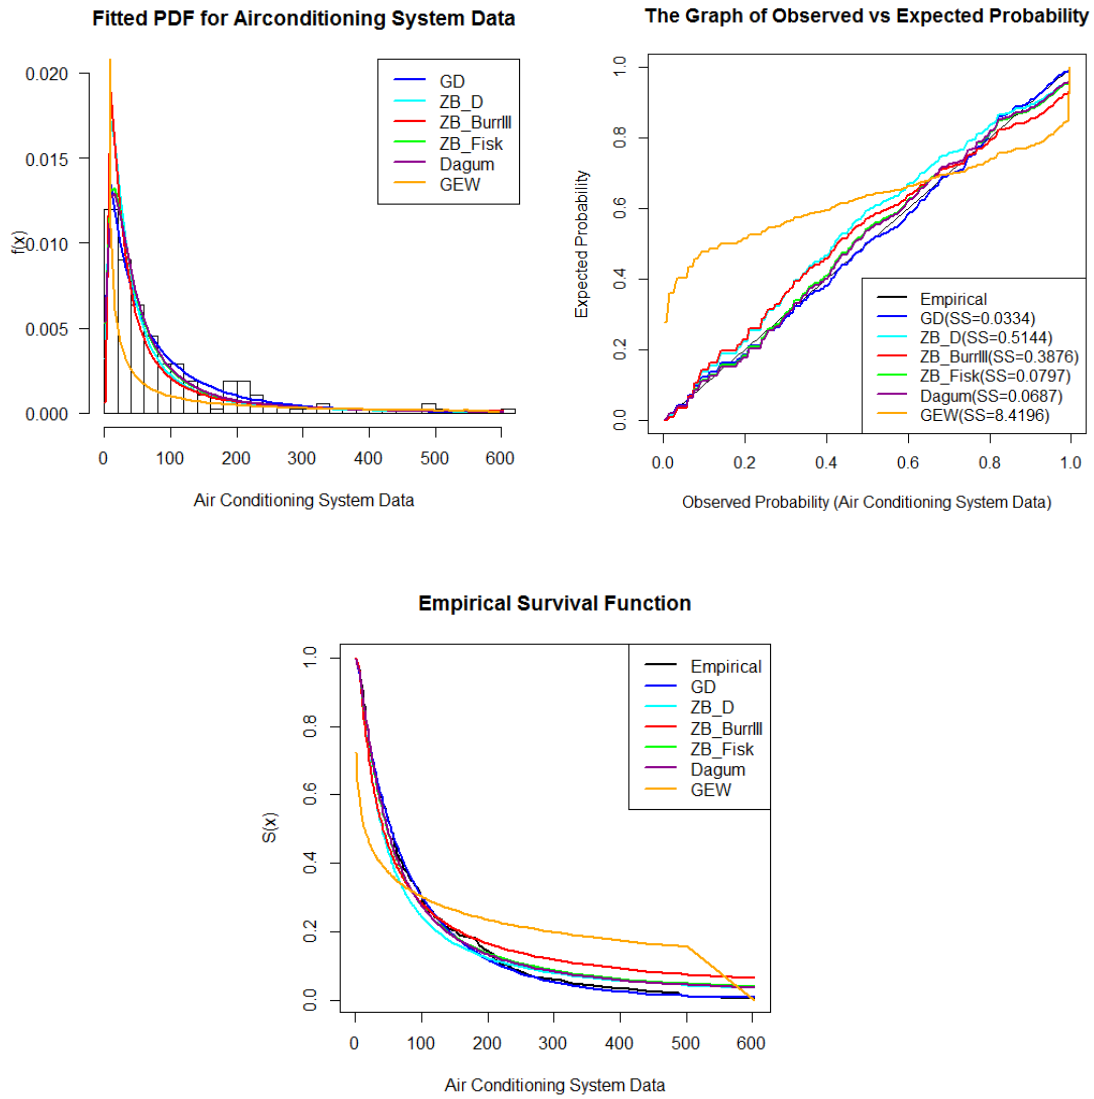 Fitted PDF for Airconditioning System Data
f(x)
0.020
0.015
0.010
0.005
0.000
GD
ZB_D
ZB_BurrIII
ZB_Fisk
Dagum
GEW
0 100 200 300 400 500 600
Air Conditioning System Data
The Graph of Observed vs Expected Probability
Expected Probability
1.0
0.8
0.6
0.4
0.2
0.0
Empirical
GD(SS=0.0334)
ZB_D(SS=0.5144)
ZB_BurrIII(SS=0.3876)
ZB_Fisk(SS=0.0797)
Dagum(SS=0.0687)
GEW(SS=8.4196)
0.0 0.2 0.4 0.6 0.8 1.0
Observed Probability (Air Conditioning System Data)
Empirical Survival Function
S(x)
1.0
0.8
0.6
0.4
0.2
0.0
Empirical
GD
ZB_D
ZB_BurrIII
ZB_Fisk
Dagum
GEW
0 100 200 300 400 500 600
Air Conditioning System Data